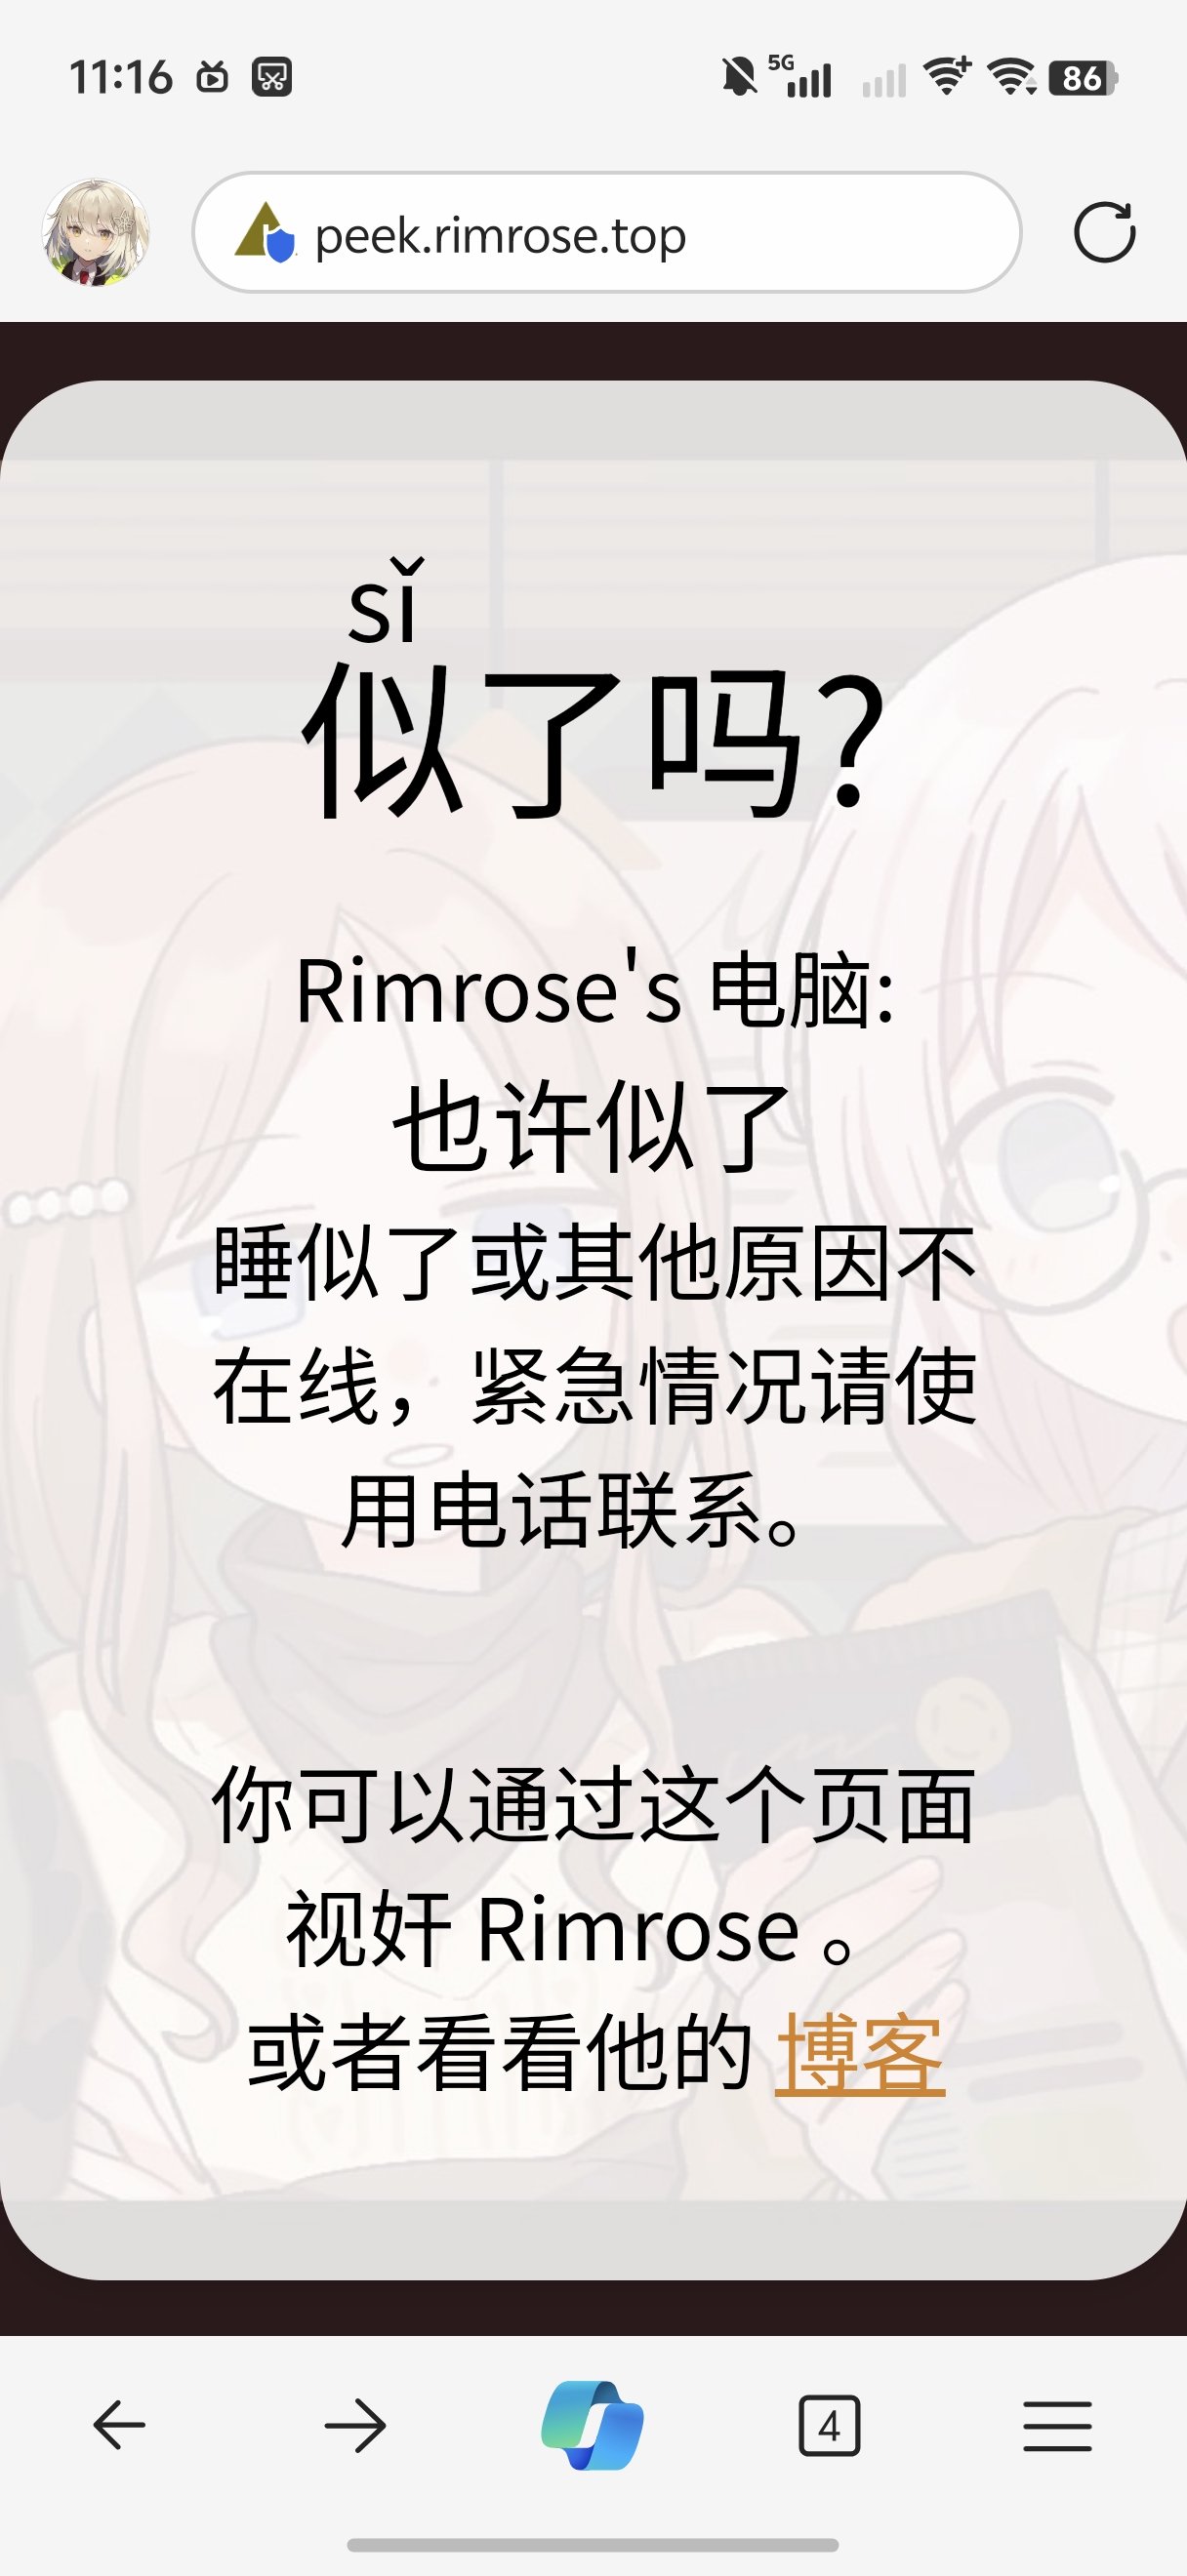 11:16
5G
86
peek.rimrose.top
sǐ
似了吗?
Rimrose's 电脑:
也许似了
睡似了或其他原因不
在线，紧急情况请使
用电话联系。
你可以通过这个页面
视奸 Rimrose 。
或者看看他的 博客
4